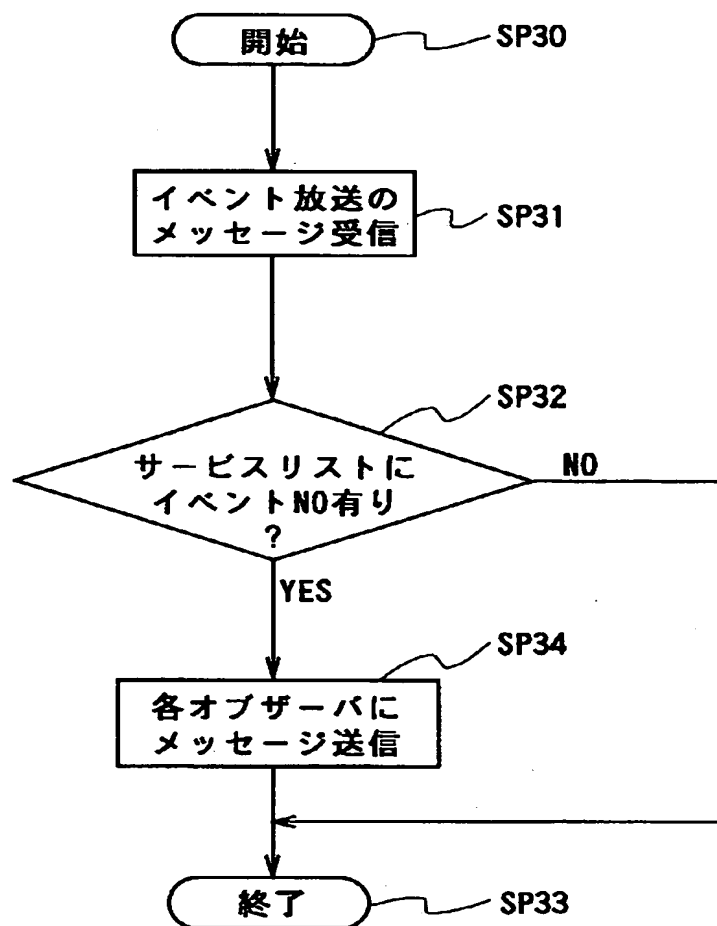 開始
SP30
イベント放送の
メッセージ受信
SP31
SP32
サービスリストに
イベントNO有り
?
NO
YES
SP34
各オブザーバに
メッセージ送信
終了
SP33